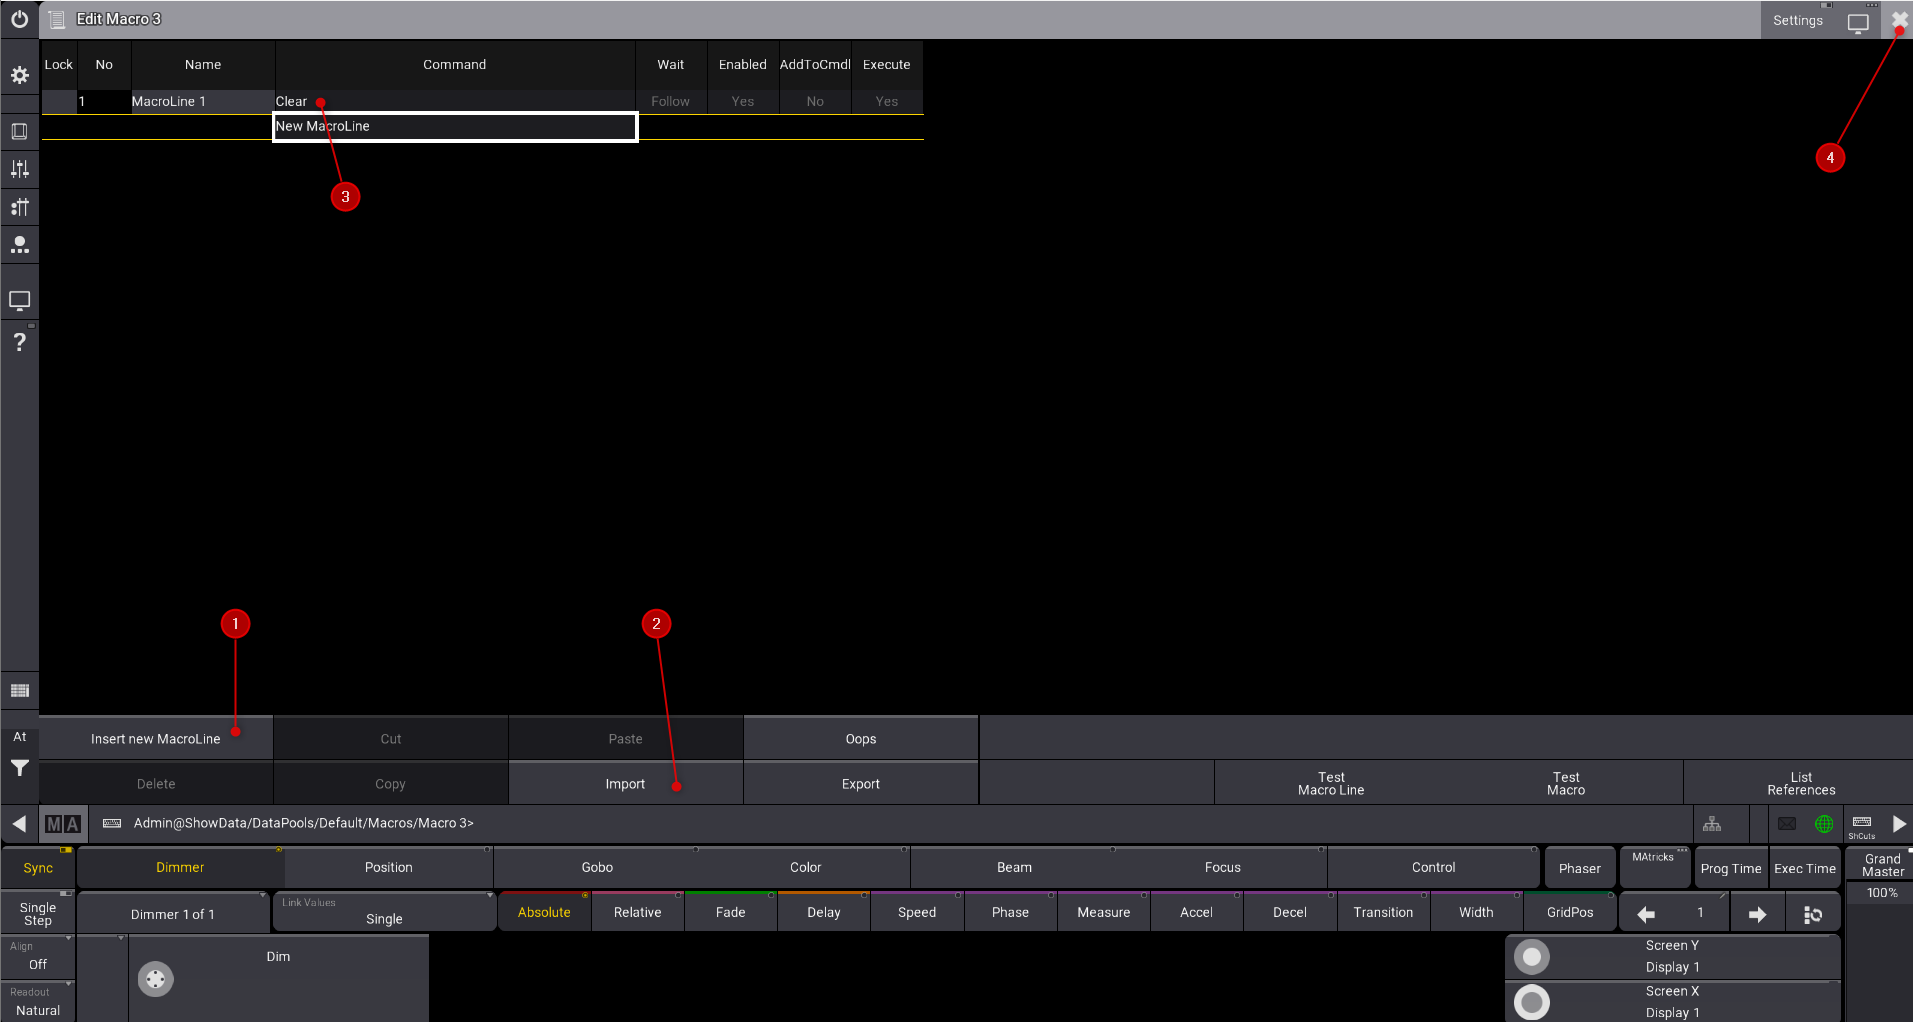 Edit Macro 3
Settings
Lock No Name Command Wait Enabled AddToCmdl Execute
1 MacroLine 1 Clear Follow Yes No Yes
New MacroLine
4
3
1
2
?
At
Insert new MacroLine Cut Paste Oops
Delete Copy Import Export
Test
Macro Line
Test
Macro
List
References
MA
Admin@ShowData/DataPools/Default/Macros/Macro 3>
ShCuts
Sync
Dimmer Position Gobo Color Beam Focus Control
Phaser
MAtricks
Prog Time Exec Time
Grand
Master
100%
Single
Step
Dimmer 1 of 1
Link Values
Single
Absolute Relative Fade Delay Speed Phase Measure Accel Decel Transition Width GridPos
1
Align
Off
Dim
Screen Y
Display 1
Readout
Natural
Screen X
Display 1